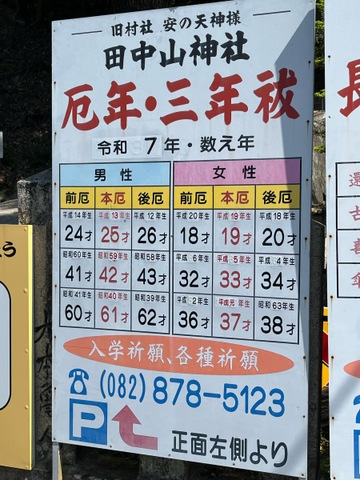 旧村社 安の天神様
田中山神社
厄年・三年祓
令和 7 年・数え年
男性 女性
前厄 本厄 後厄 前厄 本厄 後厄
平成14年生 平成13年生 平成12年生 平成20年生 平成19年生 平成18年生
24才 25才 26才 18才 19才 20才
昭和60年生 昭和59年生 昭和58年生 平成 6年生 平成 5年生 平成 4年生
41才 42才 43才 32才 33才 34才
昭和41年生 昭和40年生 昭和39年生 平成 2年生 平成元年生 昭和63年生
60才 61才 62才 36才 37才 38才
入学祈願、各種祈願
☎ (082) 878-5123
P 正面左側より
長
還
古
喜